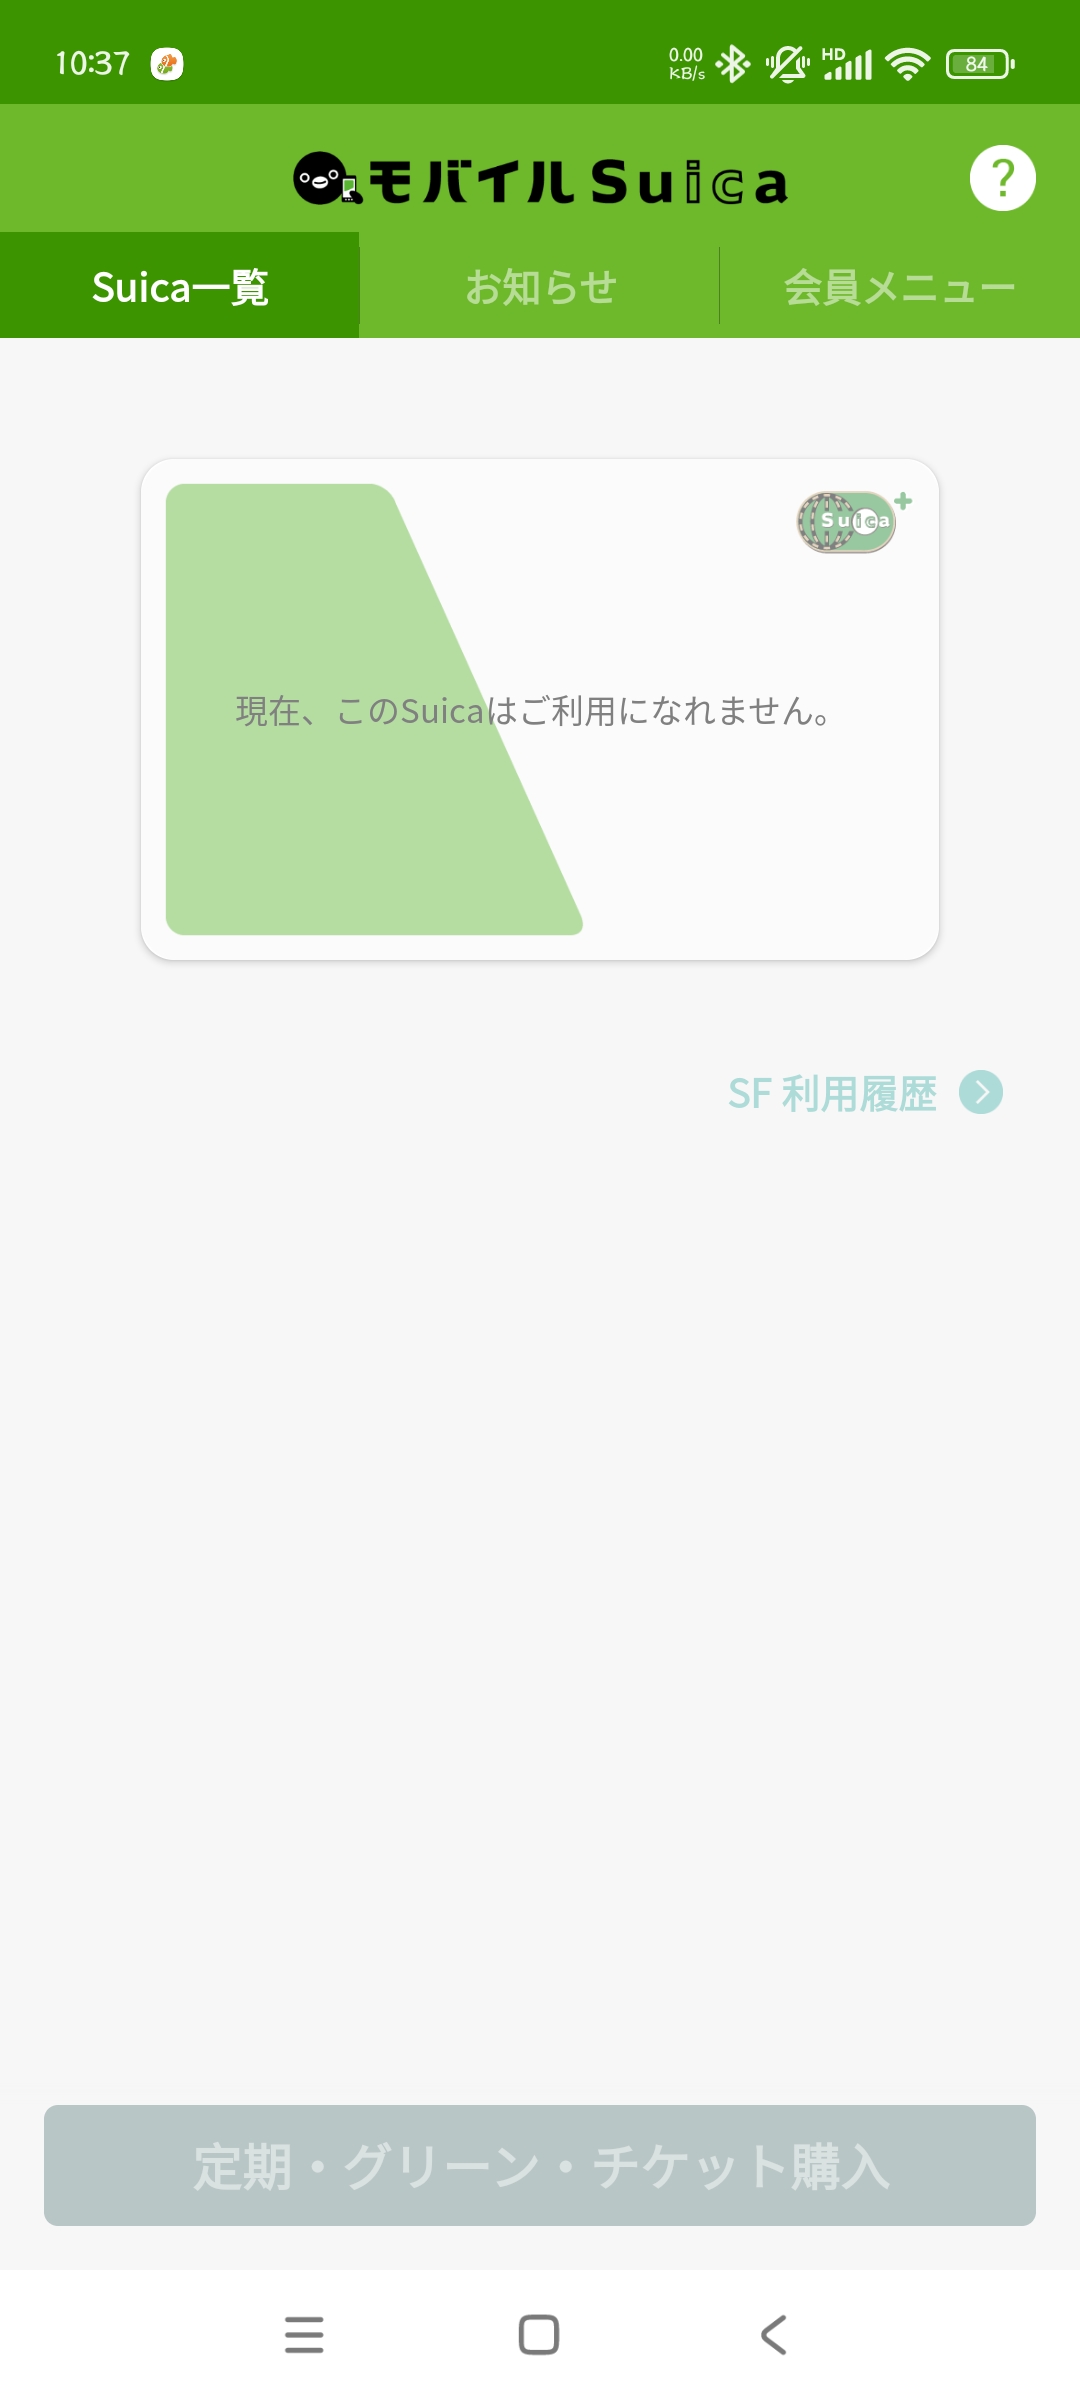 10:37
0.00
KB/s
HD
84
モバイルSuica
?
Suica一覧
お知らせ
会員メニュー
Suica
現在、このSuicaはご利用になれません。
SF 利用履歴
定期・グリーン・チケット購入